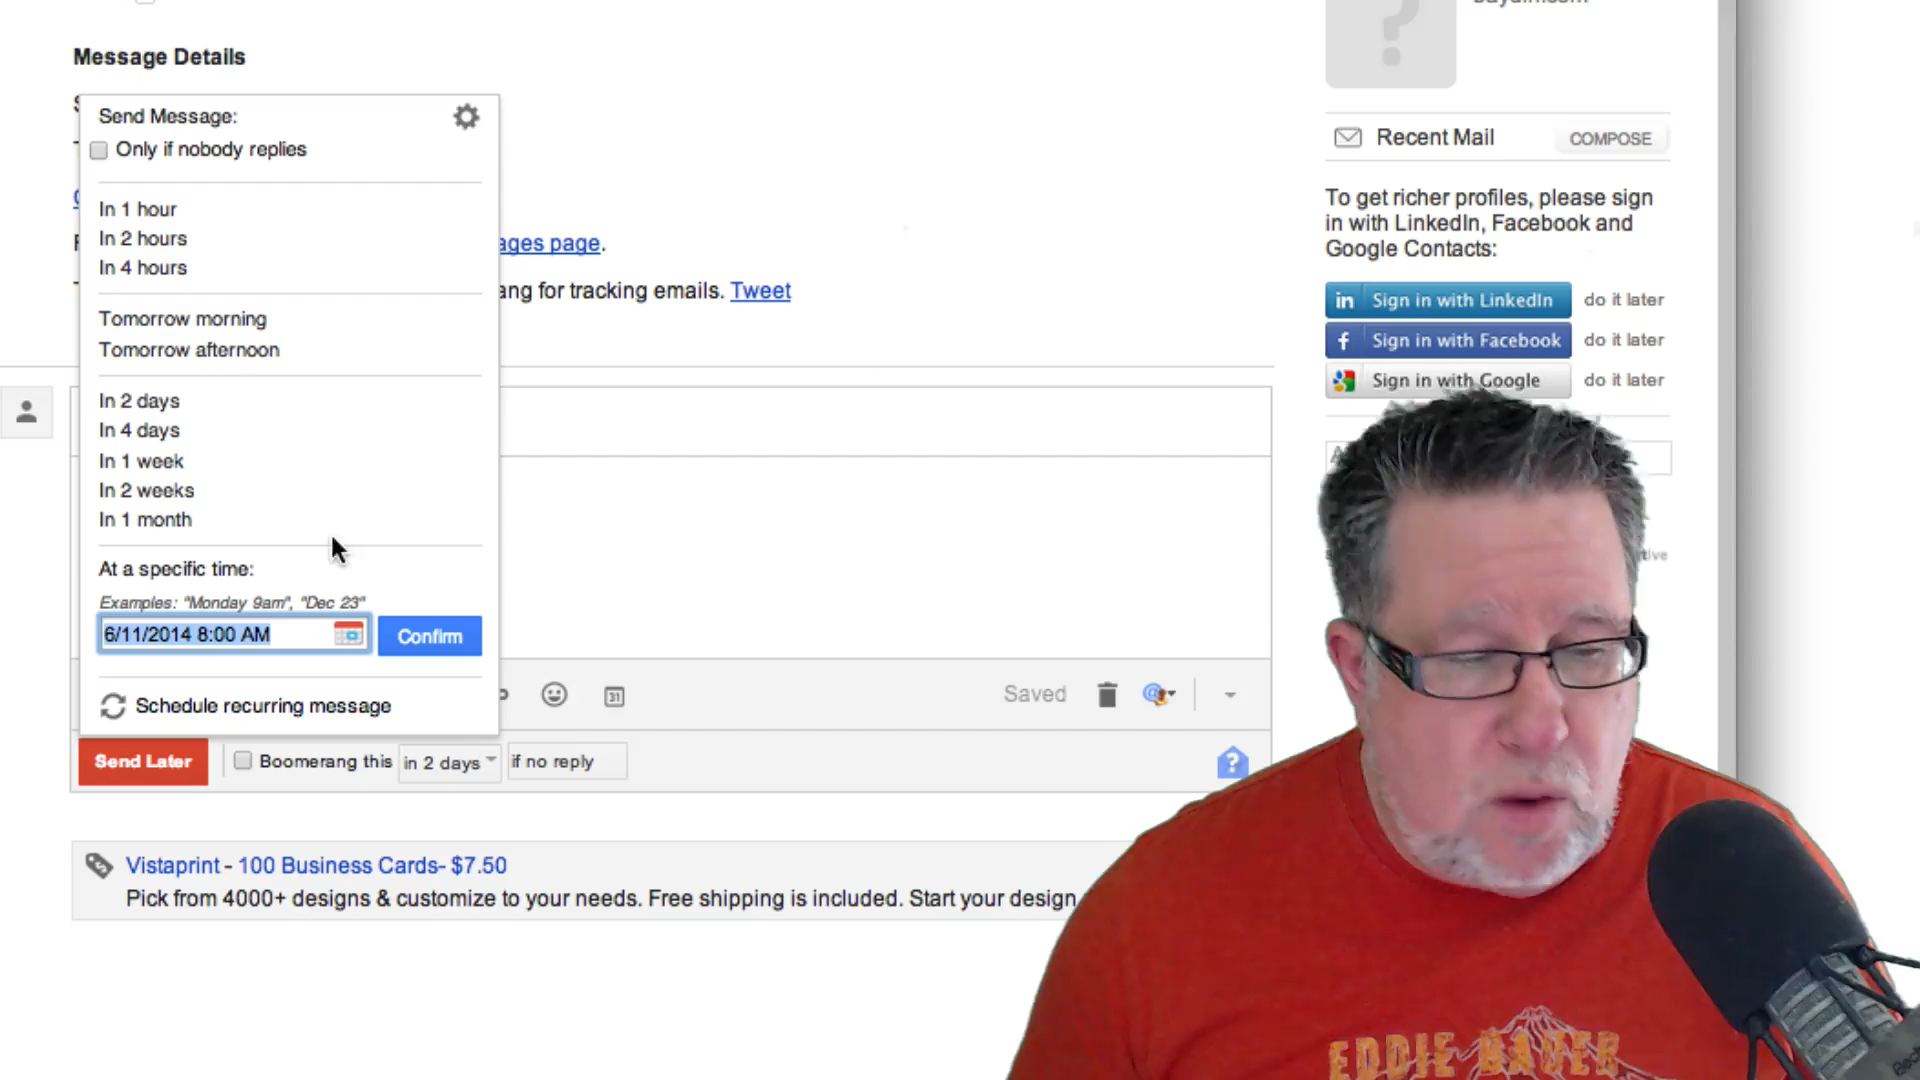 Message Details
Send Message:
Only if nobody replies
In 1 hour
In 2 hours
In 4 hours
ages page.
ang for tracking emails. Tweet
Tomorrow morning
Tomorrow afternoon
In 2 days
In 4 days
In 1 week
In 2 weeks
In 1 month
At a specific time:
Examples: "Monday 9am", "Dec 23"
6/11/2014 8:00 AM
Confirm
Schedule recurring message
31
Saved
Send Later
Boomerang this
in 2 days
if no reply
?
Vistaprint - 100 Business Cards- $7.50
Pick from 4000+ designs & customize to your needs. Free shipping is included. Start your design
Recent Mail
COMPOSE
To get richer profiles, please sign
in with LinkedIn, Facebook and
Google Contacts:
in Sign in with LinkedIn do it later
f Sign in with Facebook do it later
Sign in with Google do it later
EDDIE BAUER